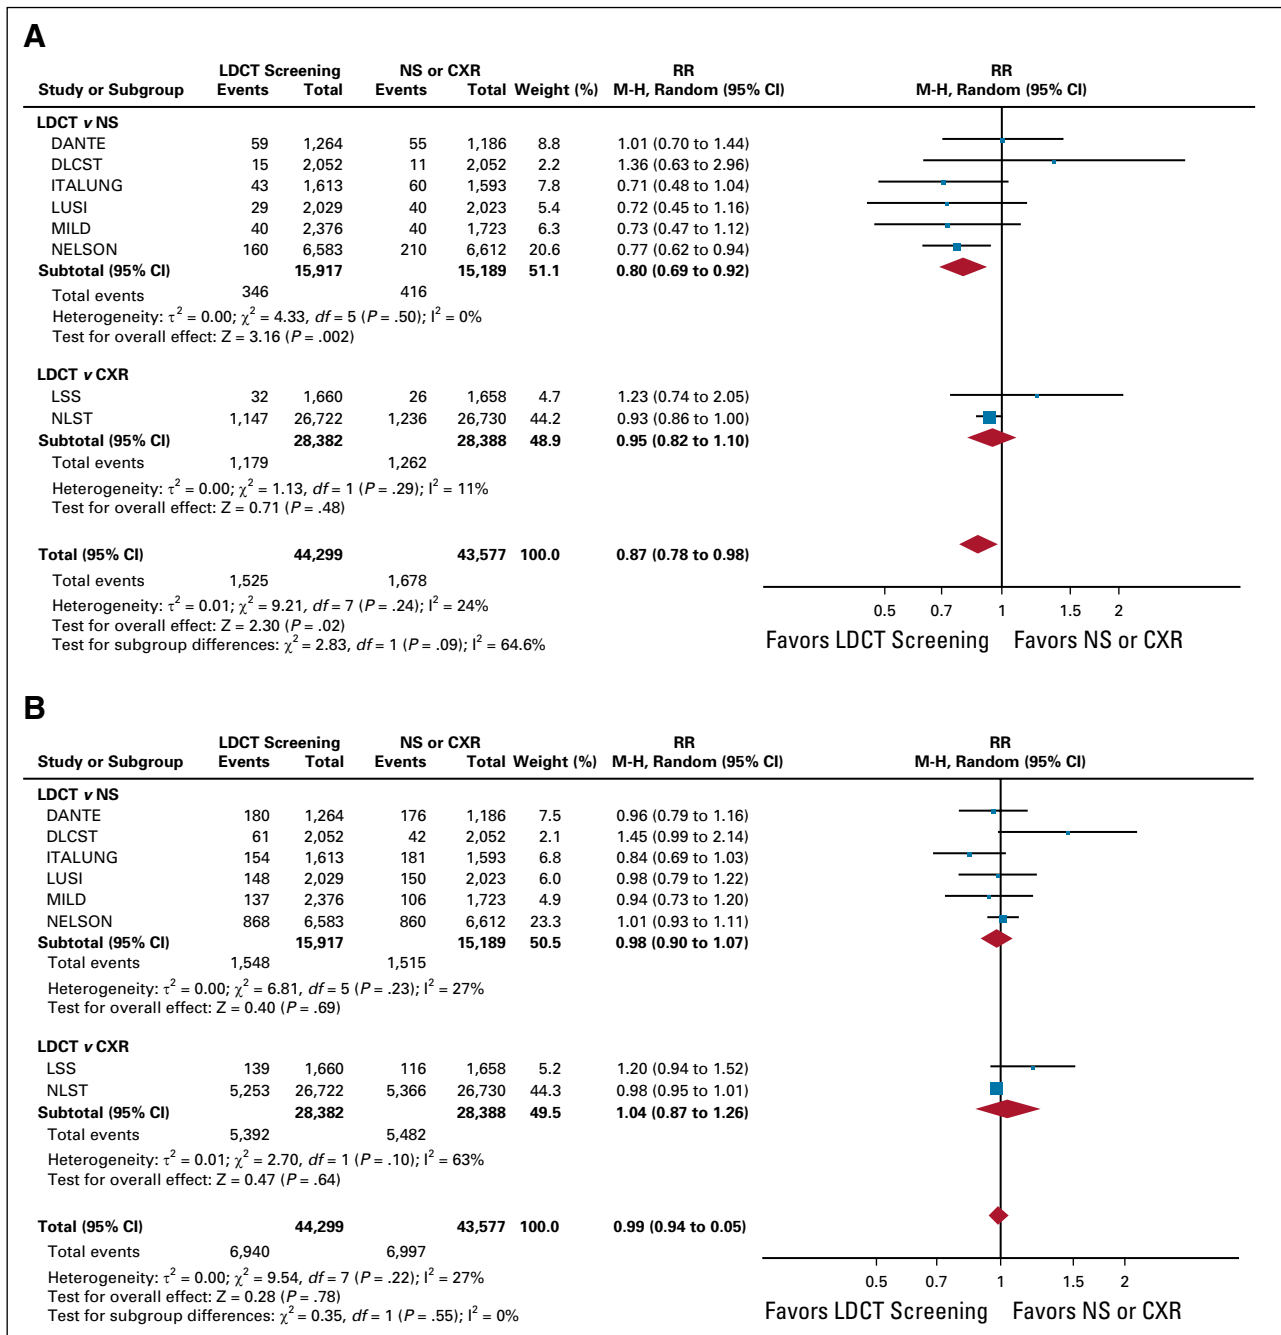 A
LDCT Screening NS or CXR RR RR
Study or Subgroup Events Total Events Total Weight (%) M-H, Random (95% CI) M-H, Random (95% CI)
LDCT v NS
DANTE 59 1,264 55 1,186 8.8 1.01 (0.70 to 1.44)
DLCST 15 2,052 11 2,052 2.2 1.36 (0.63 to 2.96)
ITALUNG 43 1,613 60 1,593 7.8 0.71 (0.48 to 1.04)
LUSI 29 2,029 40 2,023 5.4 0.72 (0.45 to 1.16)
MILD 40 2,376 40 1,723 6.3 0.73 (0.47 to 1.12)
NELSON 160 6,583 210 6,612 20.6 0.77 (0.62 to 0.94)
Subtotal (95% CI) 15,917 15,189 51.1 0.80 (0.69 to 0.92)
Total events 346 416
Heterogeneity: τ² = 0.00; χ² = 4.33, df = 5 (P = .50); I² = 0%
Test for overall effect: Z = 3.16 (P = .002)
LDCT v CXR
LSS 32 1,660 26 1,658 4.7 1.23 (0.74 to 2.05)
NLST 1,147 26,722 1,236 26,730 44.2 0.93 (0.86 to 1.00)
Subtotal (95% CI) 28,382 28,388 48.9 0.95 (0.82 to 1.10)
Total events 1,179 1,262
Heterogeneity: τ² = 0.00; χ² = 1.13, df = 1 (P = .29); I² = 11%
Test for overall effect: Z = 0.71 (P = .48)
Total (95% CI) 44,299 43,577 100.0 0.87 (0.78 to 0.98)
Total events 1,525 1,678
Heterogeneity: τ² = 0.01; χ² = 9.21, df = 7 (P = .24); I² = 24%
Test for overall effect: Z = 2.30 (P = .02)
Test for subgroup differences: χ² = 2.83, df = 1 (P = .09); I² = 64.6%
0.5 0.7 1 1.5 2
Favors LDCT Screening Favors NS or CXR
B
LDCT Screening NS or CXR RR RR
Study or Subgroup Events Total Events Total Weight (%) M-H, Random (95% CI) M-H, Random (95% CI)
LDCT v NS
DANTE 180 1,264 176 1,186 7.5 0.96 (0.79 to 1.16)
DLCST 61 2,052 42 2,052 2.1 1.45 (0.99 to 2.14)
ITALUNG 154 1,613 181 1,593 6.8 0.84 (0.69 to 1.03)
LUSI 148 2,029 150 2,023 6.0 0.98 (0.79 to 1.22)
MILD 137 2,376 106 1,723 4.9 0.94 (0.73 to 1.20)
NELSON 868 6,583 860 6,612 23.3 1.01 (0.93 to 1.11)
Subtotal (95% CI) 15,917 15,189 50.5 0.98 (0.90 to 1.07)
Total events 1,548 1,515
Heterogeneity: τ² = 0.00; χ² = 6.81, df = 5 (P = .23); I² = 27%
Test for overall effect: Z = 0.40 (P = .69)
LDCT v CXR
LSS 139 1,660 116 1,658 5.2 1.20 (0.94 to 1.52)
NLST 5,253 26,722 5,366 26,730 44.3 0.98 (0.95 to 1.01)
Subtotal (95% CI) 28,382 28,388 49.5 1.04 (0.87 to 1.26)
Total events 5,392 5,482
Heterogeneity: τ² = 0.01; χ² = 2.70, df = 1 (P = .10); I² = 63%
Test for overall effect: Z = 0.47 (P = .64)
Total (95% CI) 44,299 43,577 100.0 0.99 (0.94 to 0.05)
Total events 6,940 6,997
Heterogeneity: τ² = 0.00; χ² = 9.54, df = 7 (P = .22); I² = 27%
Test for overall effect: Z = 0.28 (P = .78)
Test for subgroup differences: χ² = 0.35, df = 1 (P = .55); I² = 0%
0.5 0.7 1 1.5 2
Favors LDCT Screening Favors NS or CXR